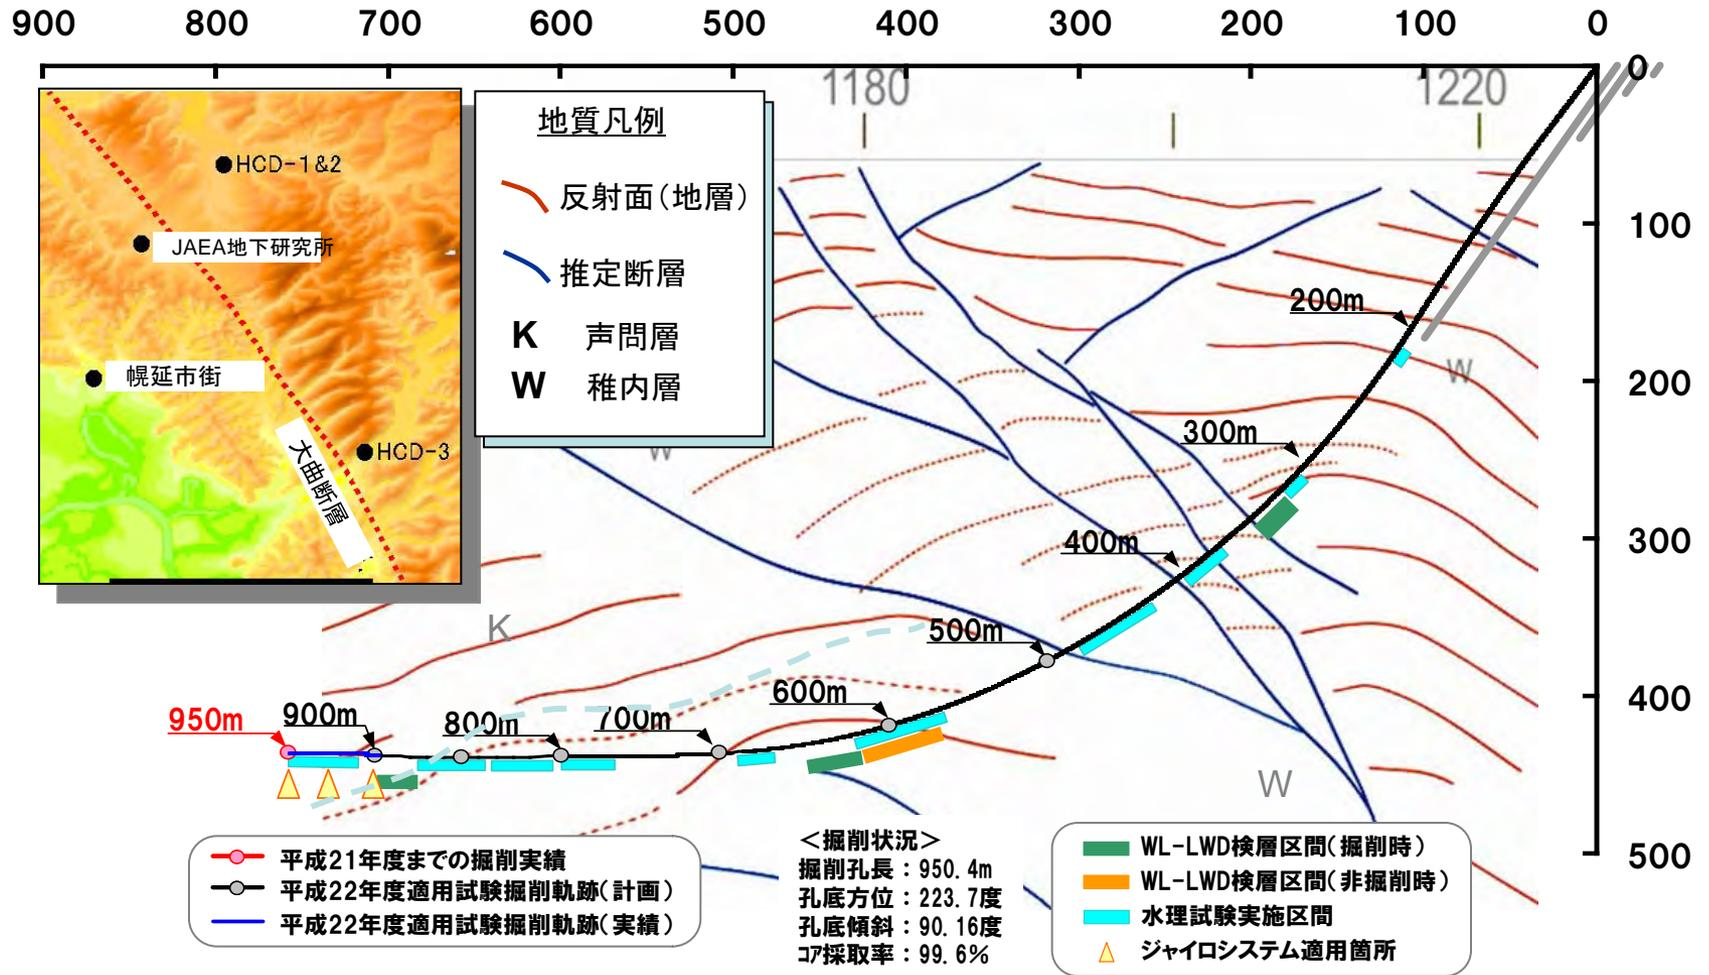 900 800 700 600 500 400 300 200 100 0
0
1180 1220
100
200
300
400
500
HCD-1&2
JAEA地下研究所
幌延市街
HCD-3
大曲断層
地質凡例
反射面(地層)
推定断層
K 声問層
W 稚内層
200m
W
300m
W
400m
K
500m
600m
950m 900m 800m 700m
W
平成21年度までの掘削実績
平成22年度適用試験掘削軌跡(計画)
平成22年度適用試験掘削軌跡(実績)
<掘削状況>
掘削孔長:950.4m
孔底方位:223.7度
孔底傾斜:90.16度
コア採取率:99.6%
WL-LWD検層区間(掘削時)
WL-LWD検層区間(非掘削時)
水理試験実施区間
ジャイロシステム適用箇所